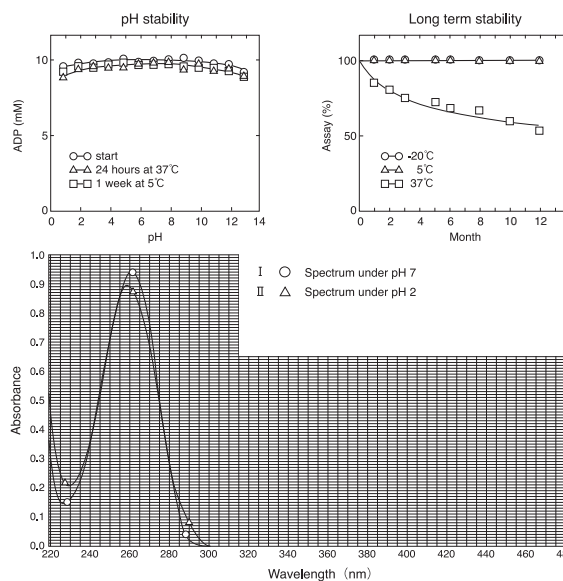 pH stability
ADP (mM)
10
5
0
0 2 4 6 8 10 12 14
pH
start
24 hours at 37℃
1 week at 5℃
Long term stability
Assay (%)
100
50
0
0 2 4 6 8 10 12
Month
-20℃
5℃
37℃
Absorbance
1.0
0.9
0.8
0.7
0.6
0.5
0.4
0.3
0.2
0.1
0.0
220 240 260 280 300 320 340 360 380 400 420 440 460 48
Wavelength (nm)
I Spectrum under pH 7
II Spectrum under pH 2